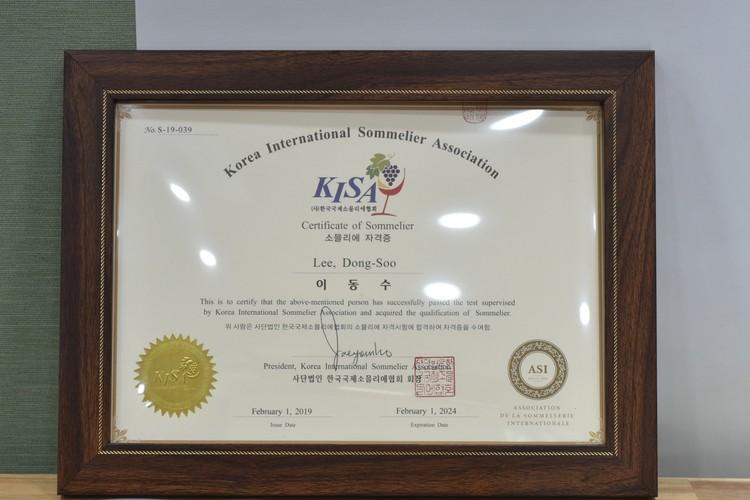 No. S-19-039
Korea International Sommelier Association
KISA
(사)한국국제소믈리에협회
Certificate of Sommelier
소믈리에 자격증
Lee, Dong-Soo
이 동 수
This is to certify that the above-mentioned person has successfully passed the test supervised
by Korea International Sommelier Association and acquired the qualification of Sommelier.
위 사람은 사단법인 한국국제소믈리에협회의 소믈리에 자격시험에 합격하여 자격증을 수여함.
President, Korea International Sommelier Association
사단법인 한국국제소믈리에협회 회장
KISA
ASI
ASSOCIATION
DE LA SOMMELLERIE
INTERNATIONALE
February 1, 2019
February 1, 2024
Issue Date
Expiration Date